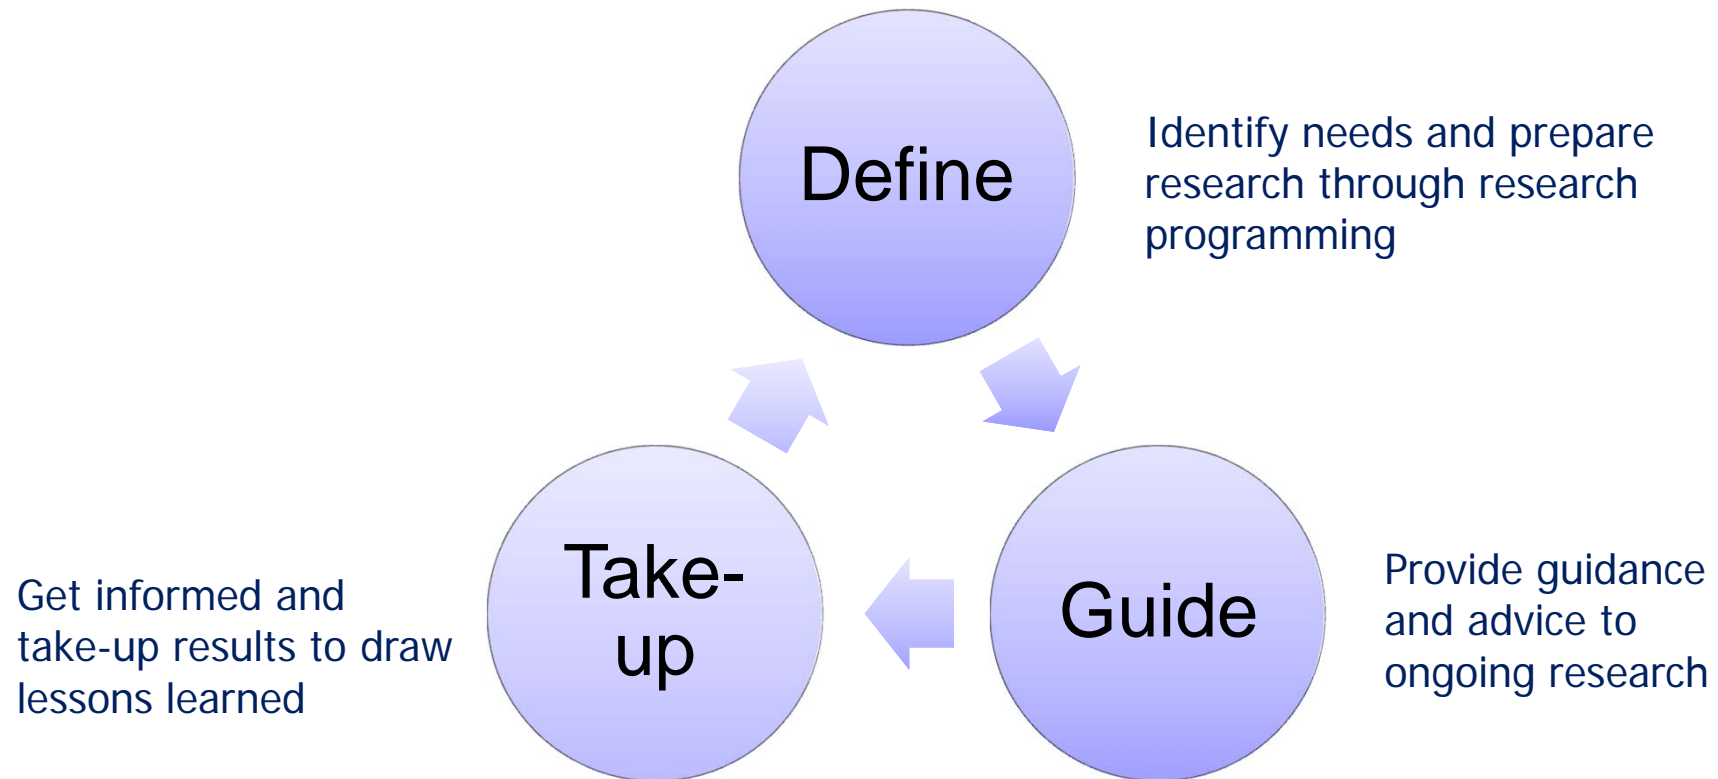 Define
Identify needs and prepare
research through research
programming
Take-
up
Get informed and
take-up results to draw
lessons learned
Guide
Provide guidance
and advice to
ongoing research